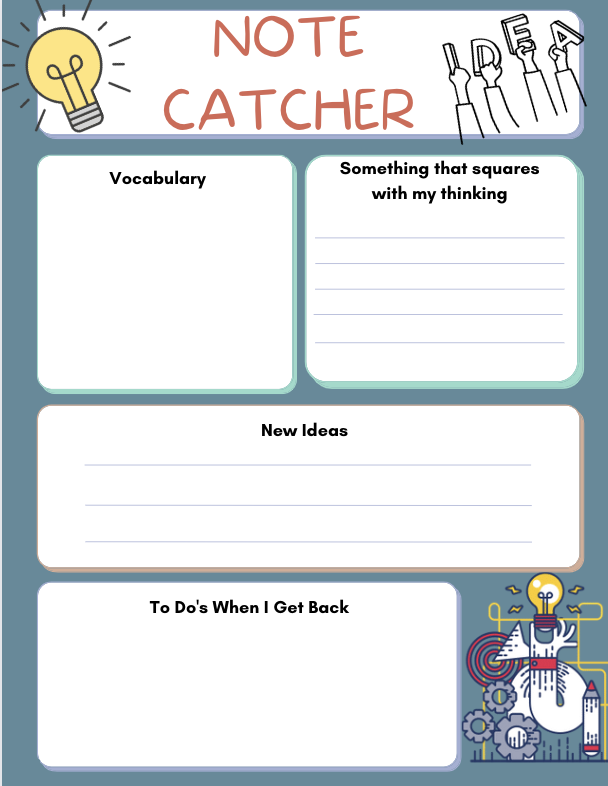 NOTE
CATCHER
IDEA
Vocabulary
Something that squares
with my thinking
New Ideas
To Do's When I Get Back